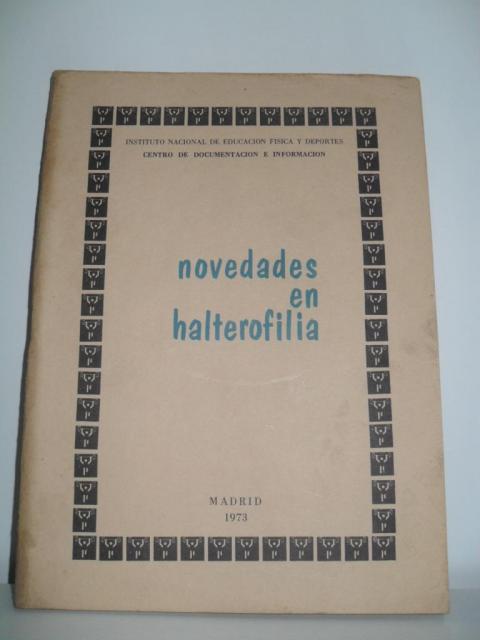 INSTITUTO NACIONAL DE EDUCACION FISICA Y DEPORTES
CENTRO DE DOCUMENTACION E INFORMACION
novedades
en
halterofilia
MADRID
1973